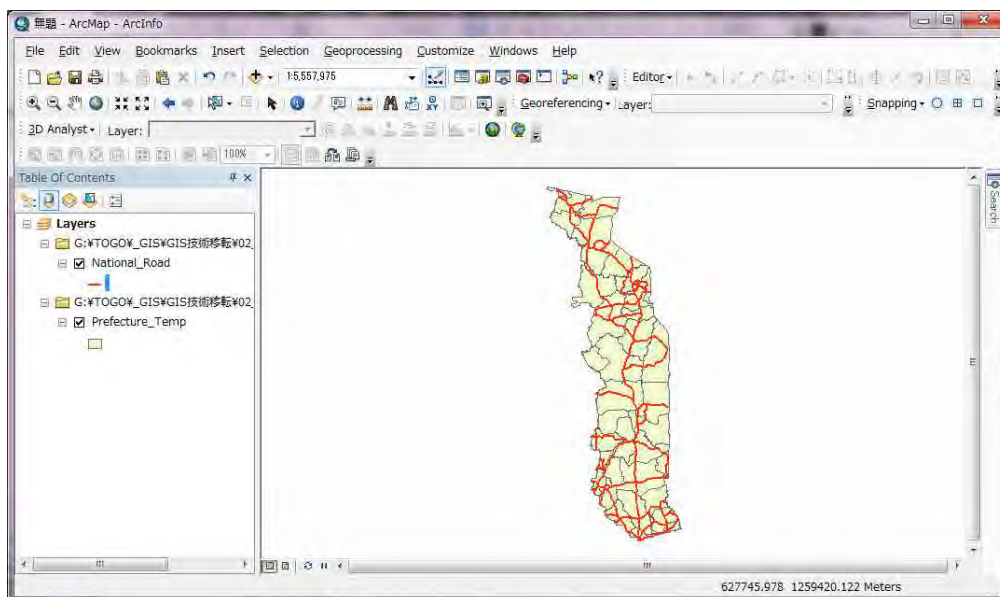 無題 - ArcMap - ArcInfo
File Edit View Bookmarks Insert Selection Geoprocessing Customize Windows Help
1:5,557,975 Editor
Georeferencing Layer: Snapping
3D Analyst Layer:
100%
Table Of Contents
Search
Layers
G:¥TOGO¥_GIS¥GIS技術移転¥02_
National_Road
G:¥TOGO¥_GIS¥GIS技術移転¥02_
Prefecture_Temp
627745.978 1259420.122 Meters